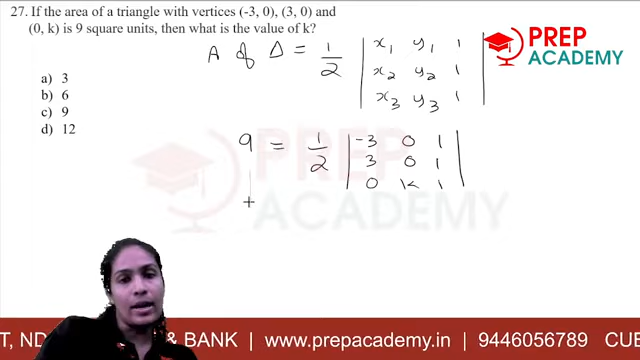 27. If the area of a triangle with vertices (-3, 0), (3, 0) and
(0, k) is 9 square units, then what is the value of k?
a) 3
b) 6
c) 9
d) 12
A of Δ = 1/2 | x₁ y₁ 1 |
| x₂ y₂ 1 |
| x₃ y₃ 1 |
PREP
ACADEMY
9 = 1/2 | -3 0 1 |
| 3 0 1 |
| 0 k 1 |
PREP
ACADEMY
& BANK | www.prepacademy.in | 9446056789